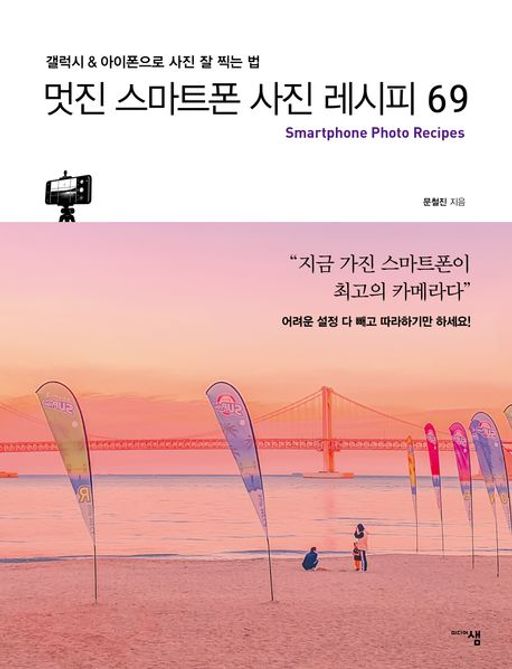 갤럭시 & 아이폰으로 사진 잘 찍는 법
멋진 스마트폰 사진 레시피 69
Smartphone Photo Recipes
문철진 지음
“지금 가진 스마트폰이
최고의 카메라다”
어려운 설정 다 빼고 따라하기만 하세요!
미디어샘